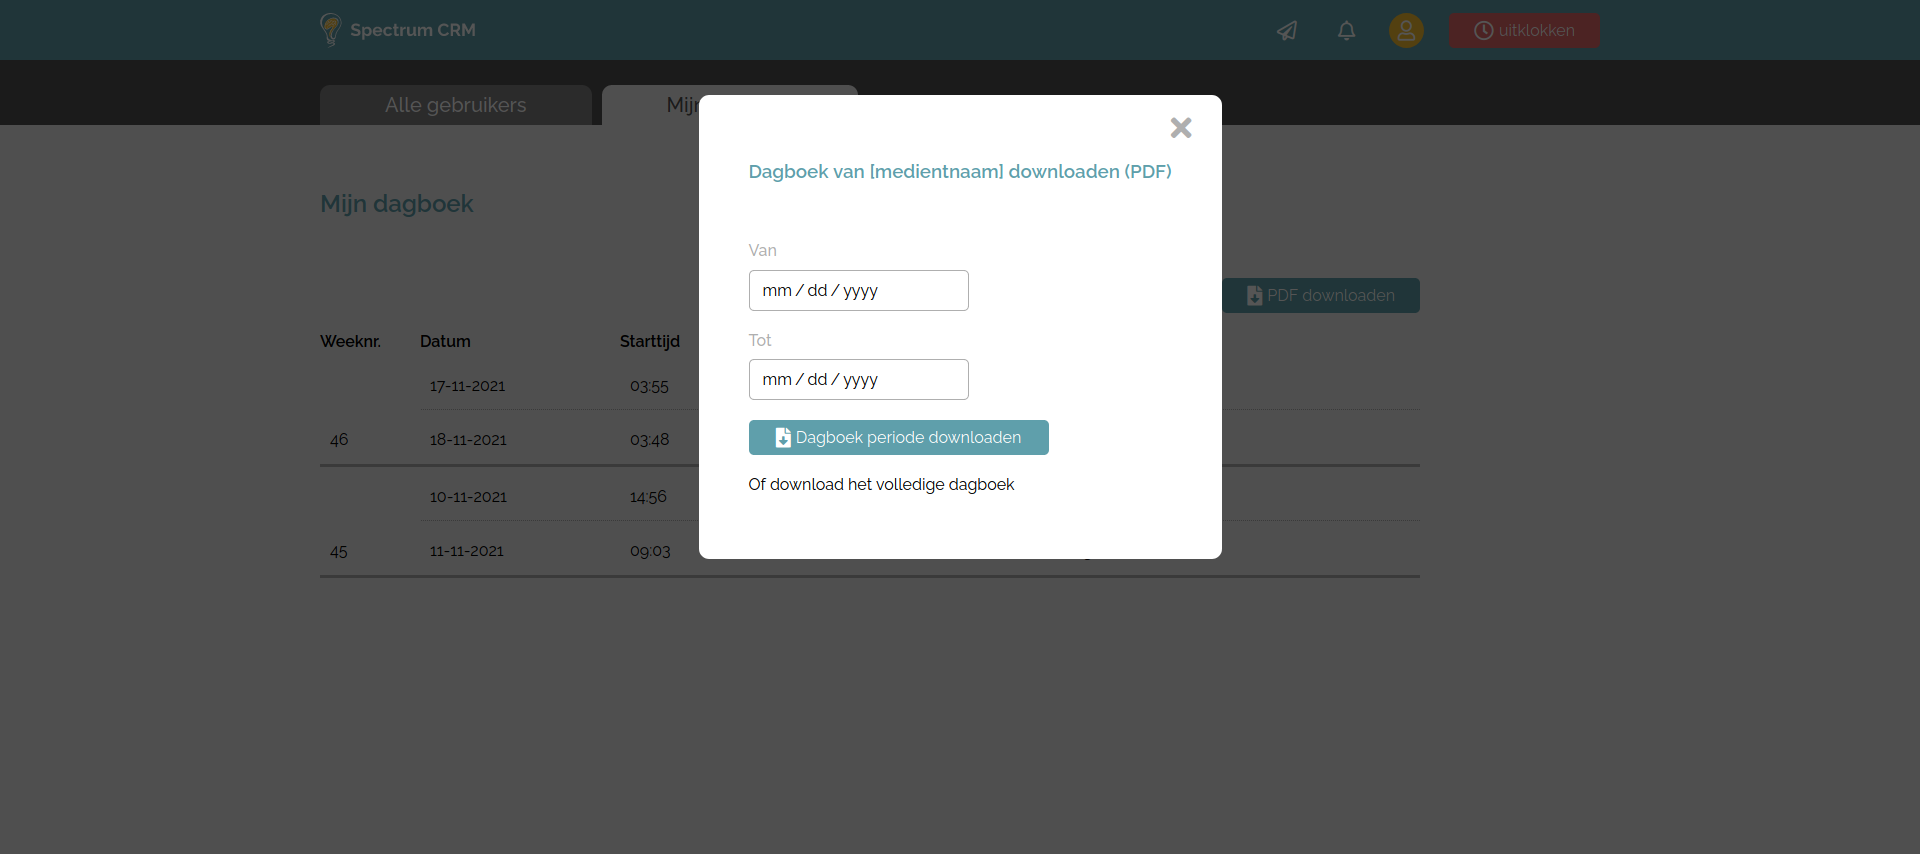 Spectrum CRM
uitklokken
Alle gebruikers
Mij
Dagboek van [medientnaam] downloaden (PDF)
Mijn dagboek
Van
mm / dd / yyyy
PDF downloaden
Tot
Weeknr. Datum Starttijd
mm / dd / yyyy
17-11-2021 03:55
Dagboek periode downloaden
46 18-11-2021 03:48
Of download het volledige dagboek
10-11-2021 14:56
45 11-11-2021 09:03